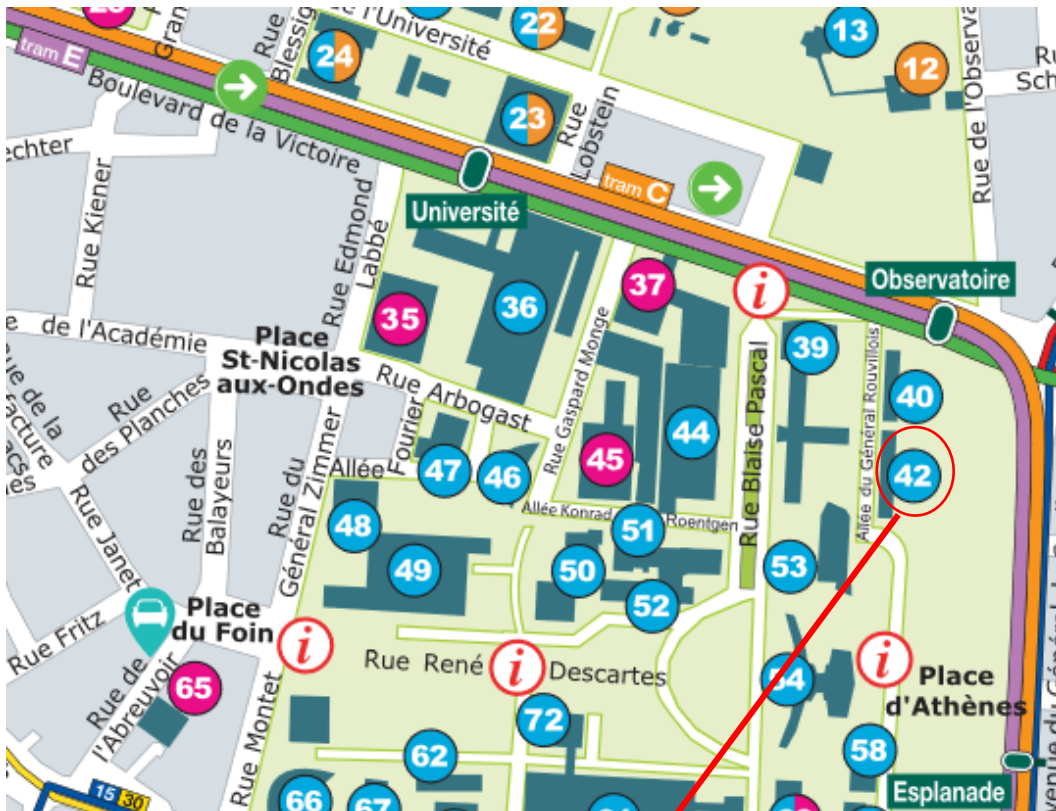 de l'Université
22
13
12
24
23
tram E
Boulevard de la Victoire
Rue
Blessig
Rue
Lobstein
Rue de l'Observa
Ru
Sch
echter
Rue Kiener
Université
tram C
Rue Edmond
Labbé
36
37
35
i
Observatoire
e de l'Académie
Place
St-Nicolas
aux-Ondes
39
40
Rue
des Planches
Rue Arbogast
Rue Gaspard Monge
Rue Blaise Pascal
Allée du Général Rouvillois
44
42
45
Fourier
47
46
Allée
Rue des
Balayeurs
Rue du
Général Zimmer
48
Allée Konrad
Roentgen
51
Rue Janet
49
50
53
52
Place
du Foin
Rue Fritz
i
Rue René
i
Descartes
54
i
Place
d'Athènes
Rue de
l'Abreuvoir
65
Rue Montet
72
62
58
Esplanade
15 30
66
67